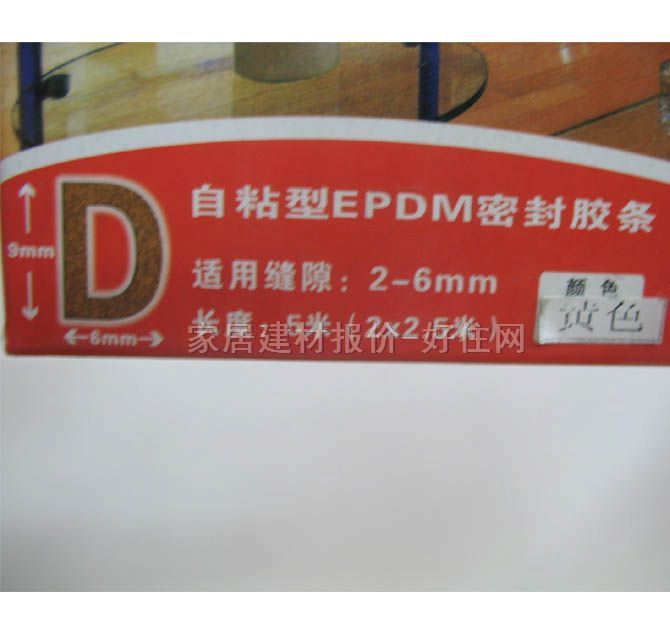 自粘型EPDM密封胶条
9mm
D
6mm
适用缝隙：2-6mm
长度：5米（2x2.5米）
颜色
黄色
家居建材报价 好住网